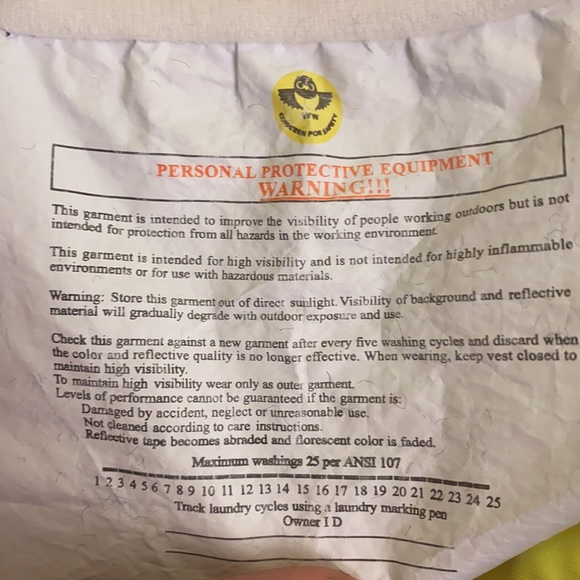 VFW
PERSONAL PROTECTIVE EQUIPMENT
WARNING!!!
This garment is intended to improve the visibility of people working outdoors but is not
intended for protection from all hazards in the working environment.
This garment is intended for high visibility and is not intended for highly inflammable
environments or for use with hazardous materials.
Warning: Store this garment out of direct sunlight. Visibility of background and reflective
material will gradually degrade with outdoor exposure and use.
Check this garment against a new garment after every five washing cycles and discard when
the color and reflective quality is no longer effective. When wearing, keep vest closed to
maintain high visibility.
To maintain high visibility wear only as outer garment.
Levels of performance cannot be guaranteed if the garment is:
Damaged by accident, neglect or unreasonable use.
Not cleaned according to care instructions.
Reflective tape becomes abraded and florescent color is faded.
Maximum washings 25 per ANSI 107
1 2 3 4 5 6 7 8 9 10 11 12 13 14 15 16 17 18 19 20 21 22 23 24 25
Track laundry cycles using a laundry marking pen
Owner I D